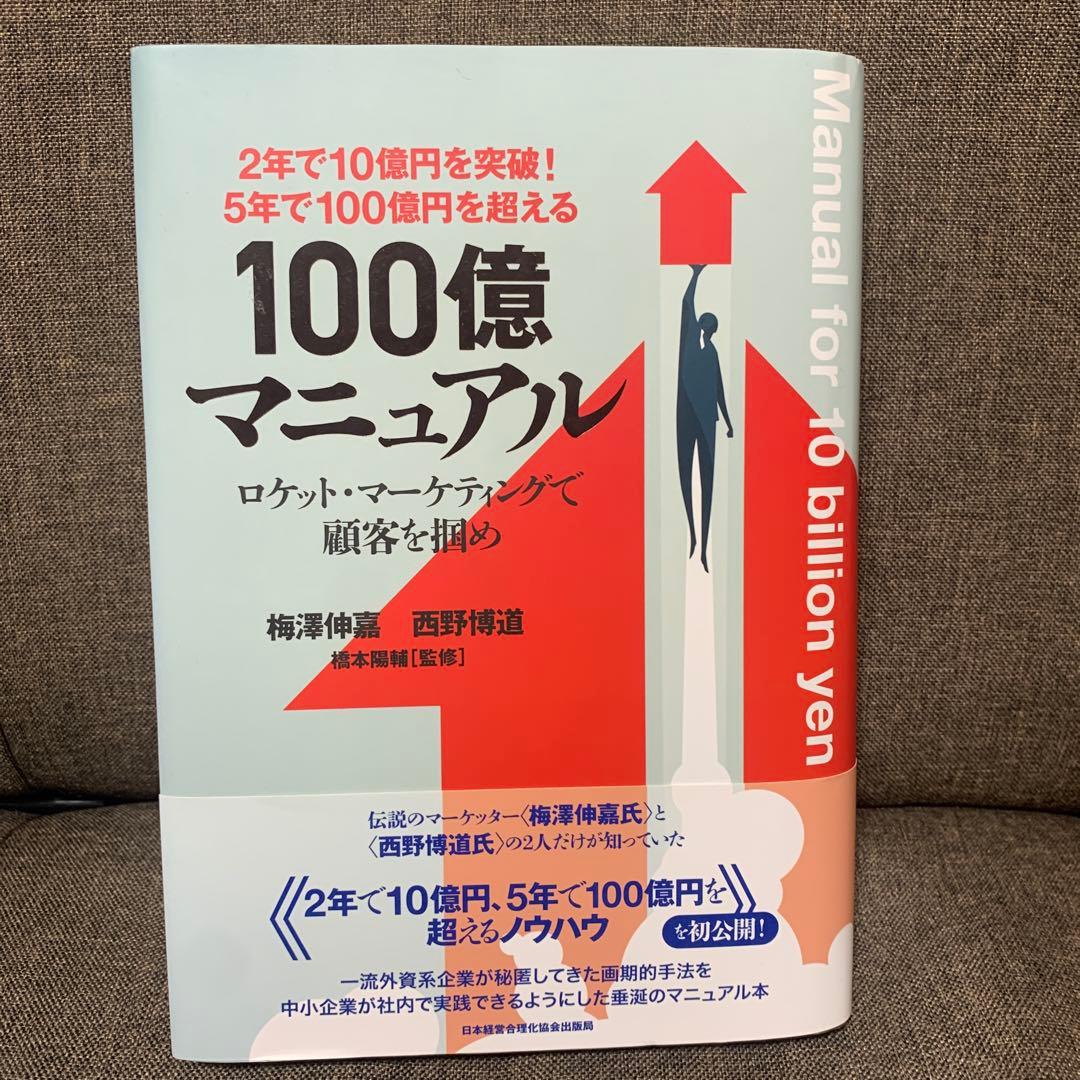 2年で10億円を突破！
5年で100億円を超える
100億
マニュアル
ロケット・マーケティングで
顧客を掴め
梅澤伸嘉　西野博道
橋本陽輔［監修］
Manual for 10 billion yen
伝説のマーケッター〈梅澤伸嘉氏〉と
〈西野博道氏〉の2人だけが知っていた
《2年で10億円、5年で100億円を
超えるノウハウ》を初公開！
一流外資系企業が秘匿してきた画期的手法を
中小企業が社内で実践できるようにした垂涎のマニュアル本
日本経営合理化協会出版局